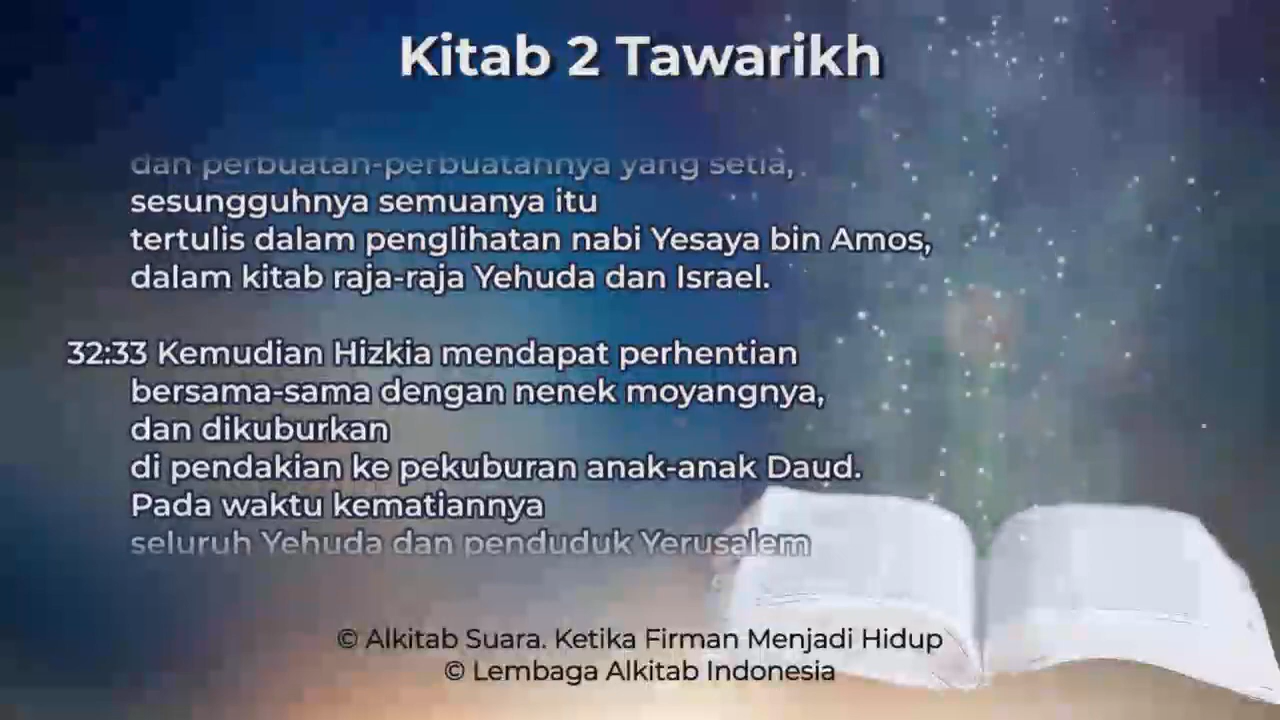 Kitab 2 Tawarikh
dan perbuatan-perbuatannya yang setia,
sesungguhnya semuanya itu
tertulis dalam penglihatan nabi Yesaya bin Amos,
dalam kitab raja-raja Yehuda dan Israel.
32:33 Kemudian Hizkia mendapat perhentian
bersama-sama dengan nenek moyangnya,
dan dikuburkan
di pendakian ke pekuburan anak-anak Daud.
Pada waktu kematiannya
seluruh Yehuda dan penduduk Yerusalem
© Alkitab Suara. Ketika Firman Menjadi Hidup
© Lembaga Alkitab Indonesia